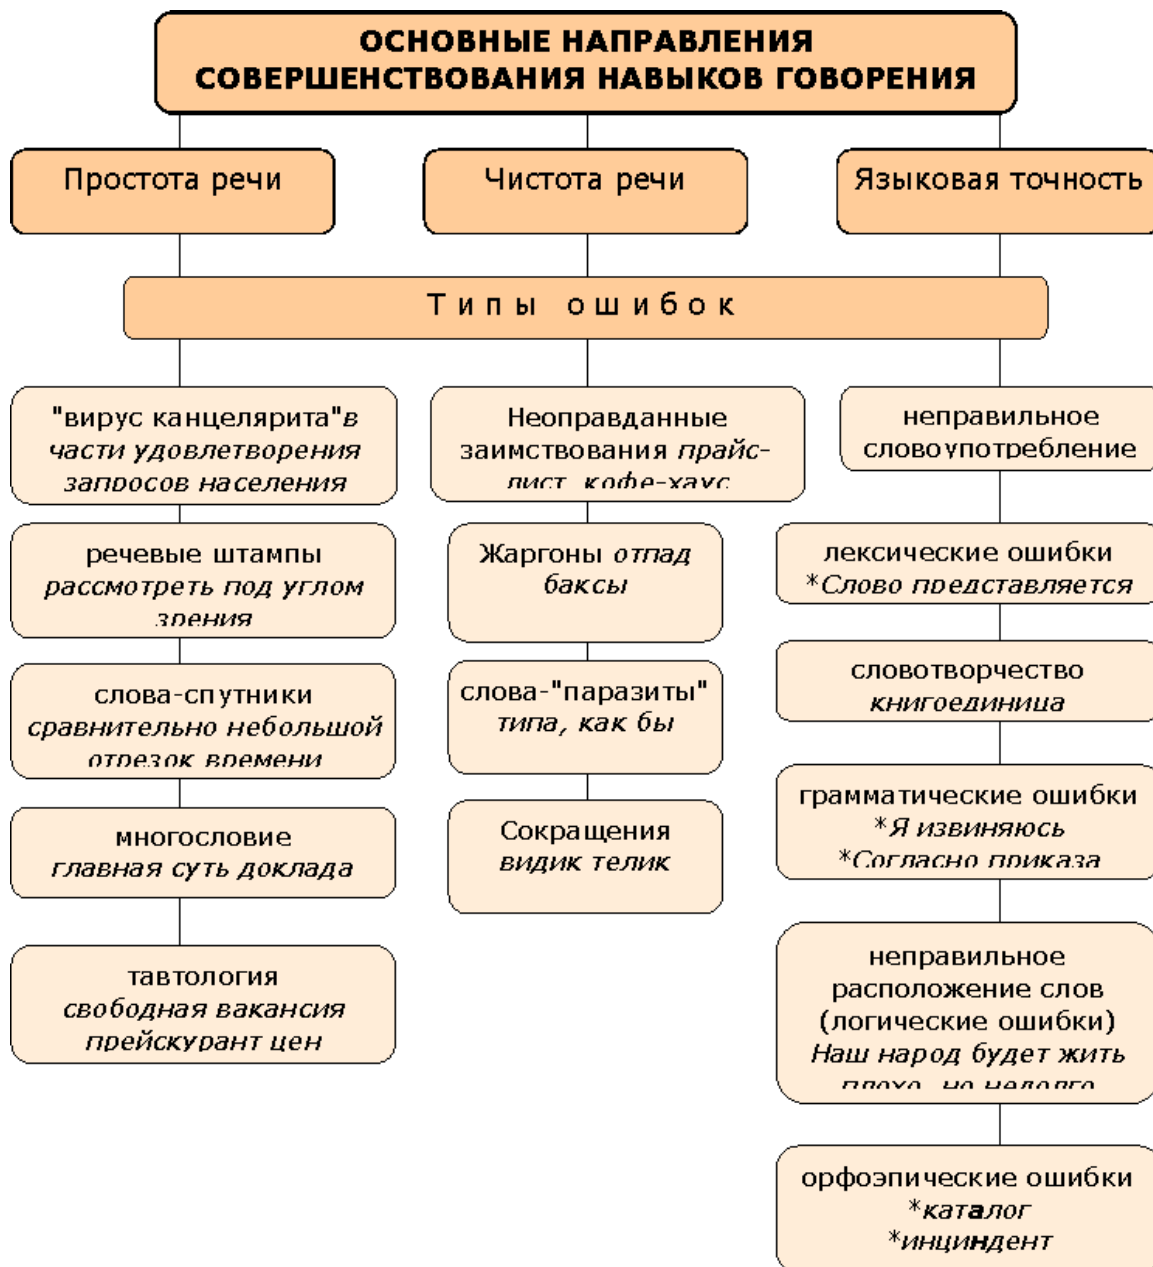 ОСНОВНЫЕ НАПРАВЛЕНИЯ
СОВЕРШЕНСТВОВАНИЯ НАВЫКОВ ГОВОРЕНИЯ
Простота речи
Чистота речи
Языковая точность
Типы ошибок
"вирус канцелярита"в
части удовлетворения
запросов населения
речевые штампы
рассмотреть под углом
зрения
слова-спутники
сравнительно небольшой
отрезок времени
многословие
главная суть доклада
тавтология
свободная вакансия
прейскурант цен
Неоправданные
заимствования прайс-
лист, кофе-хаус
Жаргоны отпад
баксы
слова-"паразиты"
типа, как бы
Сокращения
видик телик
неправильное
словоупотребление
лексические ошибки
*Слово представляется
словотворчество
книгоединица
грамматические ошибки
*Я извиняюсь
*Согласно приказа
неправильное
расположение слов
(логические ошибки)
Наш народ будет жить
плохо, но недолго
орфоэпические ошибки
*каталог
*инциндент